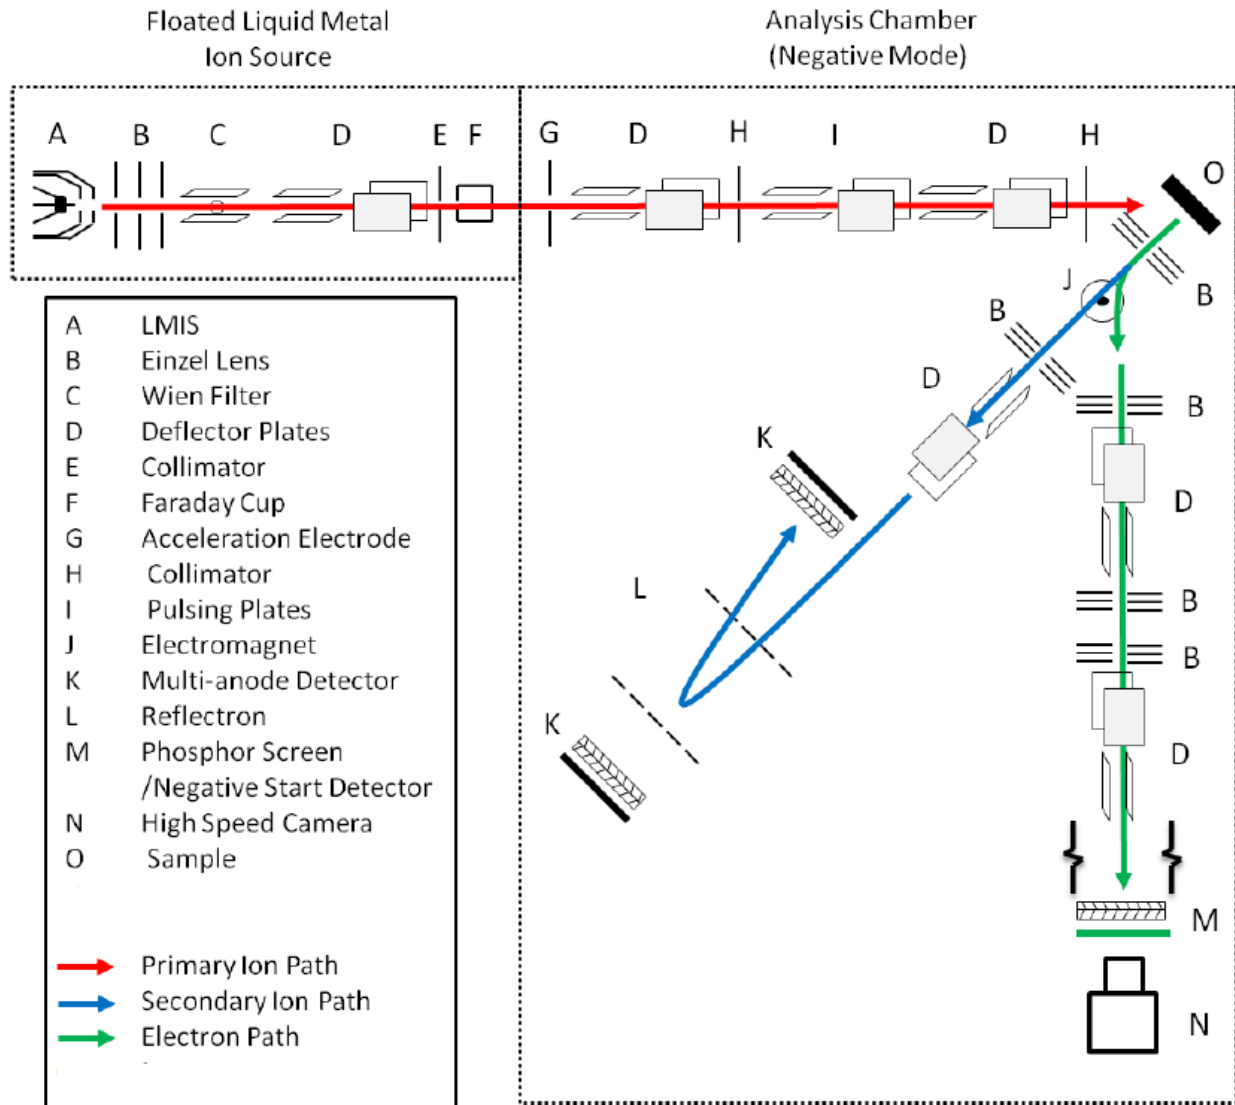 Floated Liquid Metal
Ion Source
Analysis Chamber
(Negative Mode)
A B C D E F G D H I D H
O
J
B
B
D
B
K
D
L
B
B
K
D
M
N
A LMIS
B Einzel Lens
C Wien Filter
D Deflector Plates
E Collimator
F Faraday Cup
G Acceleration Electrode
H Collimator
I Pulsing Plates
J Electromagnet
K Multi-anode Detector
L Reflectron
M Phosphor Screen
/Negative Start Detector
N High Speed Camera
O Sample
Primary Ion Path
Secondary Ion Path
Electron Path